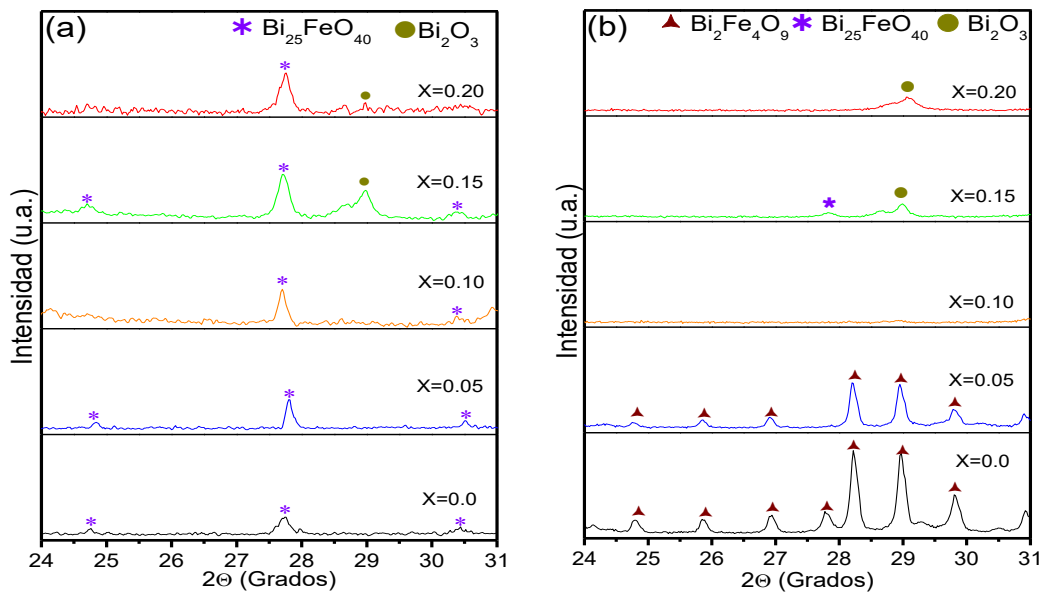 (a) * Bi₂₅FeO₄₀ Bi₂O₃
X=0.20
X=0.15
X=0.10
X=0.05
X=0.0
24 25 26 27 28 29 30 31
2Θ (Grados)
Intensidad (u.a.)
(b) Bi₂Fe₄O₉ * Bi₂₅FeO₄₀ Bi₂O₃
X=0.20
X=0.15
X=0.10
X=0.05
X=0.0
24 25 26 27 28 29 30 31
2Θ (Grados)
Intensidad (u.a.)